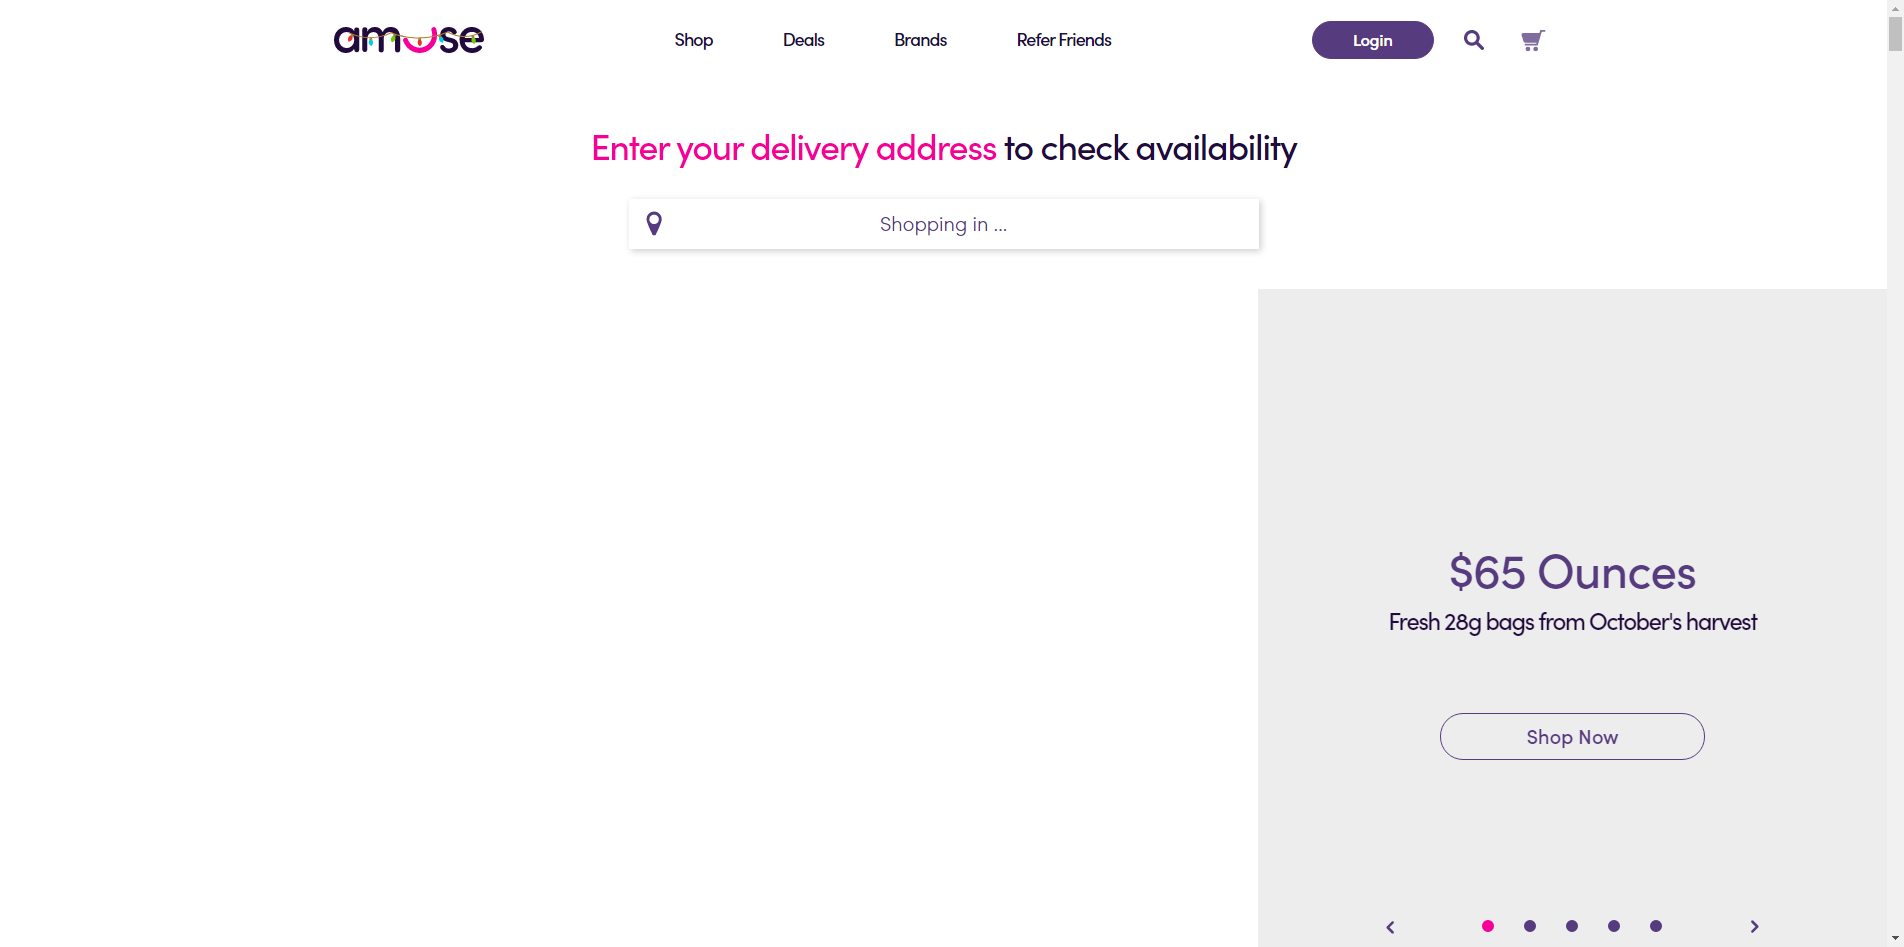 amuse
Shop
Deals
Brands
Refer Friends
Login
Enter your delivery address to check availability
Shopping in ...
$65 Ounces
Fresh 28g bags from October's harvest
Shop Now